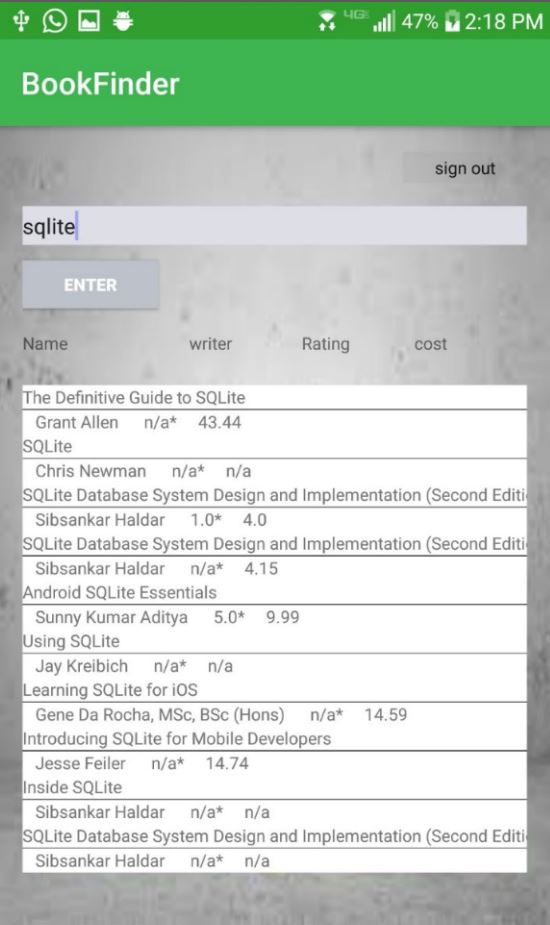 4GE 47% 2:18 PM
BookFinder
sign out
sqlite
ENTER
Name writer Rating cost
The Definitive Guide to SQLite
Grant Allen n/a* 43.44
SQLite
Chris Newman n/a* n/a
SQLite Database System Design and Implementation (Second Editi
Sibsankar Haldar 1.0* 4.0
SQLite Database System Design and Implementation (Second Editi
Sibsankar Haldar n/a* 4.15
Android SQLite Essentials
Sunny Kumar Aditya 5.0* 9.99
Using SQLite
Jay Kreibich n/a* n/a
Learning SQLite for iOS
Gene Da Rocha, MSc, BSc (Hons) n/a* 14.59
Introducing SQLite for Mobile Developers
Jesse Feiler n/a* 14.74
Inside SQLite
Sibsankar Haldar n/a* n/a
SQLite Database System Design and Implementation (Second Editi
Sibsankar Haldar n/a* n/a